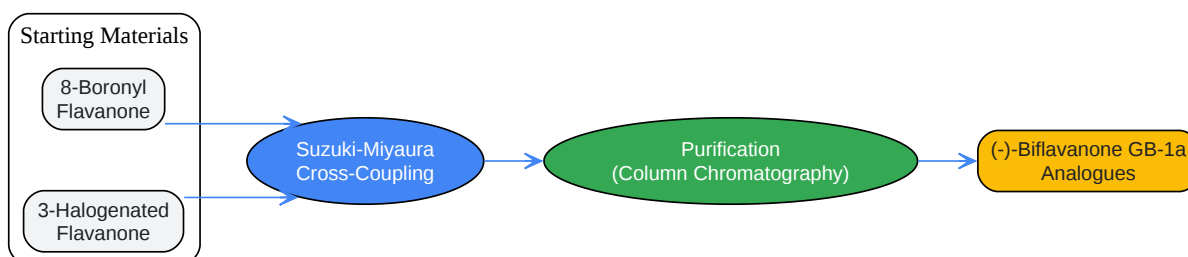 Starting Materials
8-Boronyl
Flavanone
3-Halogenated
Flavanone
Suzuki-Miyaura
Cross-Coupling
Purification
(Column Chromatography)
(-)-Biflavanone GB-1a
Analogues